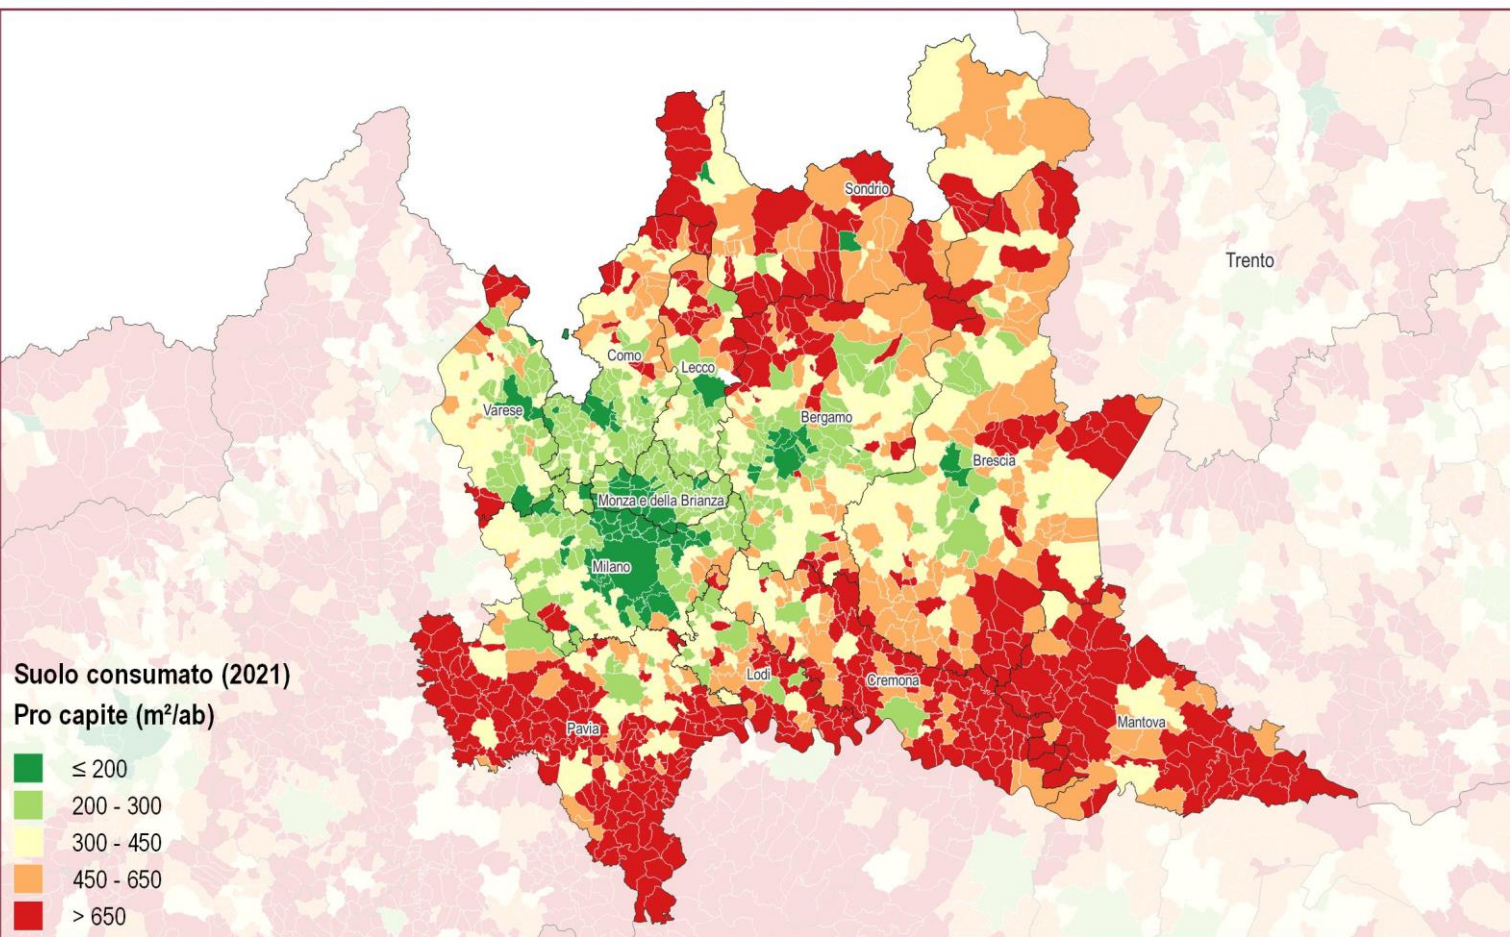 Sondrio
Trento
Como
Lecco
Varese
Bergamo
Brescia
Monza e della Brianza
Milano
Lodi
Cremona
Pavia
Mantova
Suolo consumato (2021)
Pro capite (m²/ab)
≤ 200
200 - 300
300 - 450
450 - 650
> 650